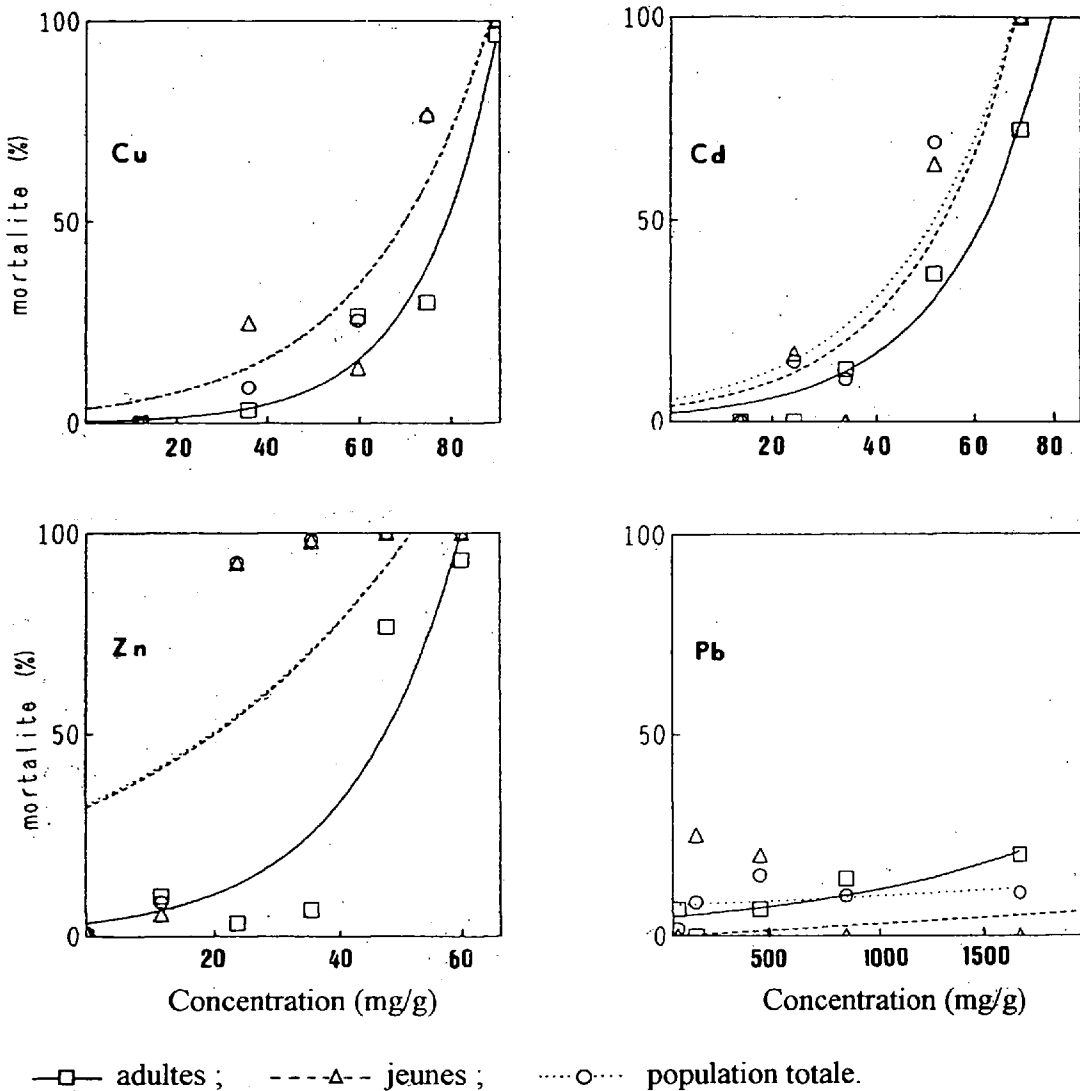 100
50
0
mortalite (%)
Cu
20 40 60 80
100
50
0
Cd
20 40 60 80
100
50
0
mortalite (%)
Zn
20 40 60
Concentration (mg/g)
100
50
0
Pb
500 1000 1500
Concentration (mg/g)
adultes ; jeunes ; population totale.